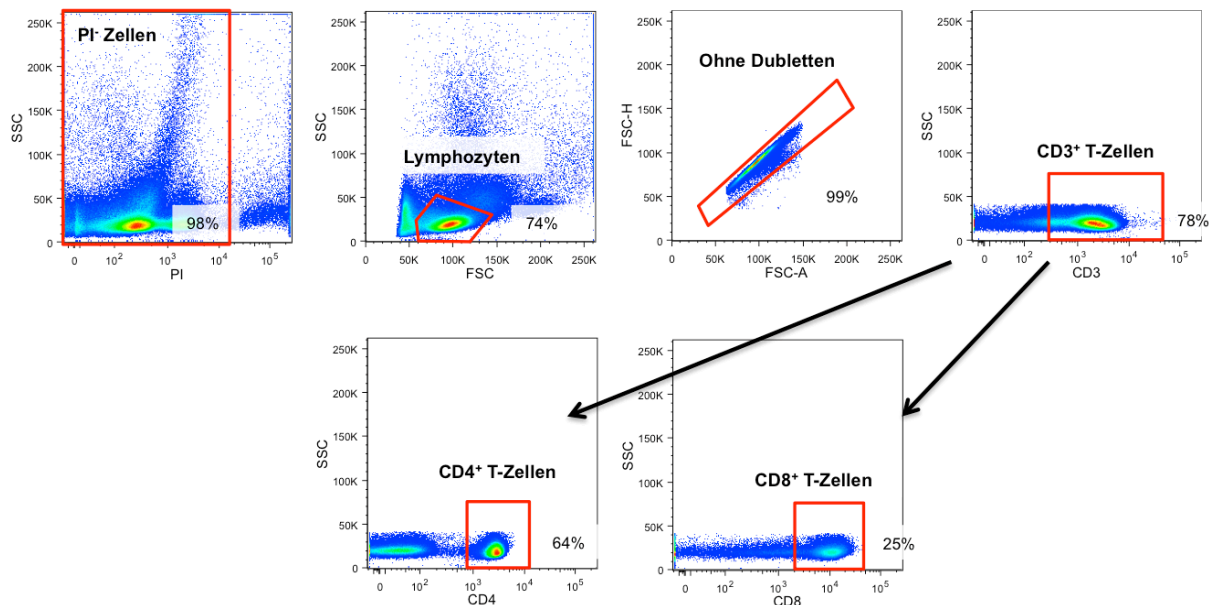 PI⁻ Zellen
98%
SSC
250K
200K
150K
100K
50K
0
0 10² 10³ 10⁴ 10⁵
PI
Lymphozyten
74%
SSC
250K
200K
150K
100K
50K
0
0 50K 100K 150K 200K 250K
FSC
Ohne Dubletten
99%
FSC-H
250K
200K
150K
100K
50K
0
0 50K 100K 150K 200K 250K
FSC-A
CD3⁺ T-Zellen
78%
SSC
250K
200K
150K
100K
50K
0
0 10² 10³ 10⁴ 10⁵
CD3
CD4⁺ T-Zellen
64%
SSC
250K
200K
150K
100K
50K
0
0 10² 10³ 10⁴ 10⁵
CD4
CD8⁺ T-Zellen
25%
SSC
250K
200K
150K
100K
50K
0
0 10² 10³ 10⁴ 10⁵
CD8